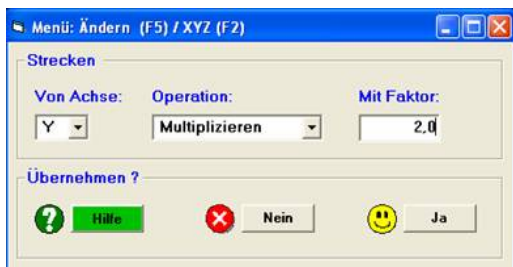 Menü: Ändern (F5) / XYZ (F2)
Strecken
Von Achse: Operation: Mit Faktor:
Y Multiplizieren 2,0
Übernehmen ?
? Hilfe Nein Ja